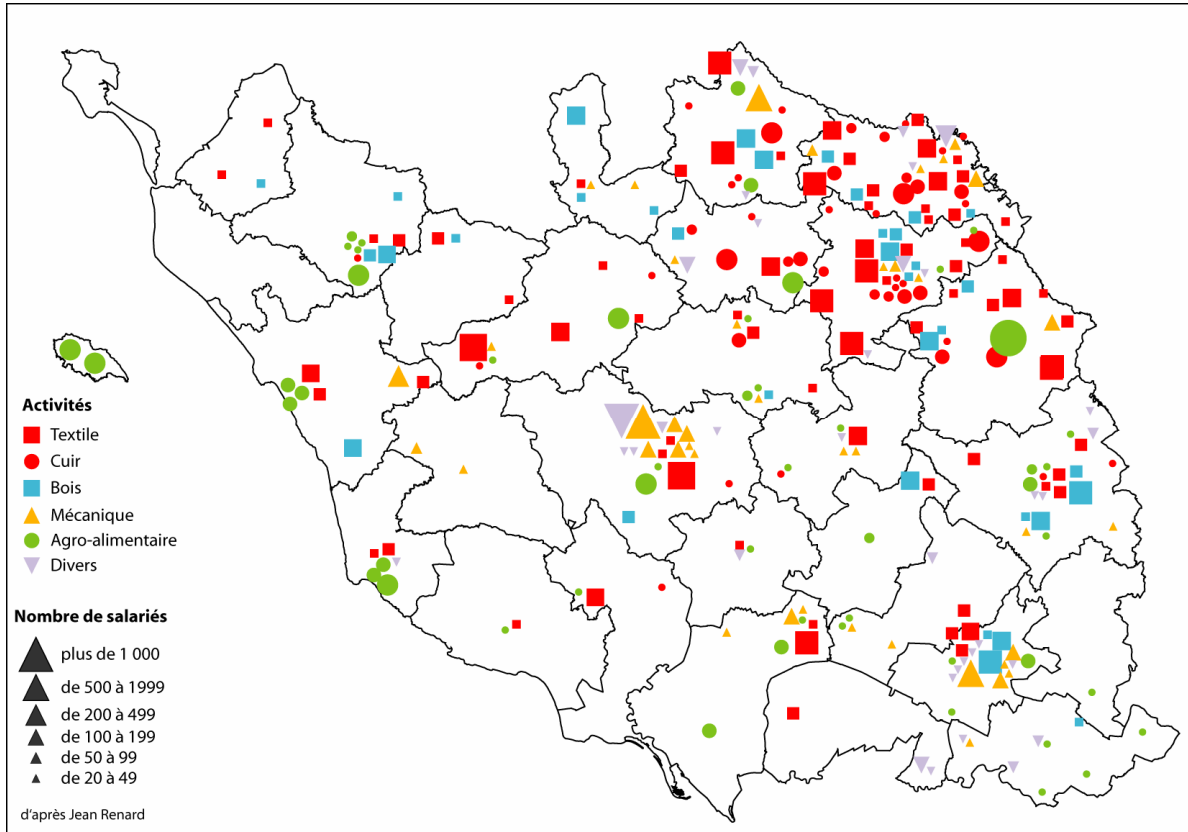 Activités
Textile
Cuir
Bois
Mécanique
Agro-alimentaire
Divers
Nombre de salariés
plus de 1 000
de 500 à 1999
de 200 à 499
de 100 à 199
de 50 à 99
de 20 à 49
d'après Jean Renard